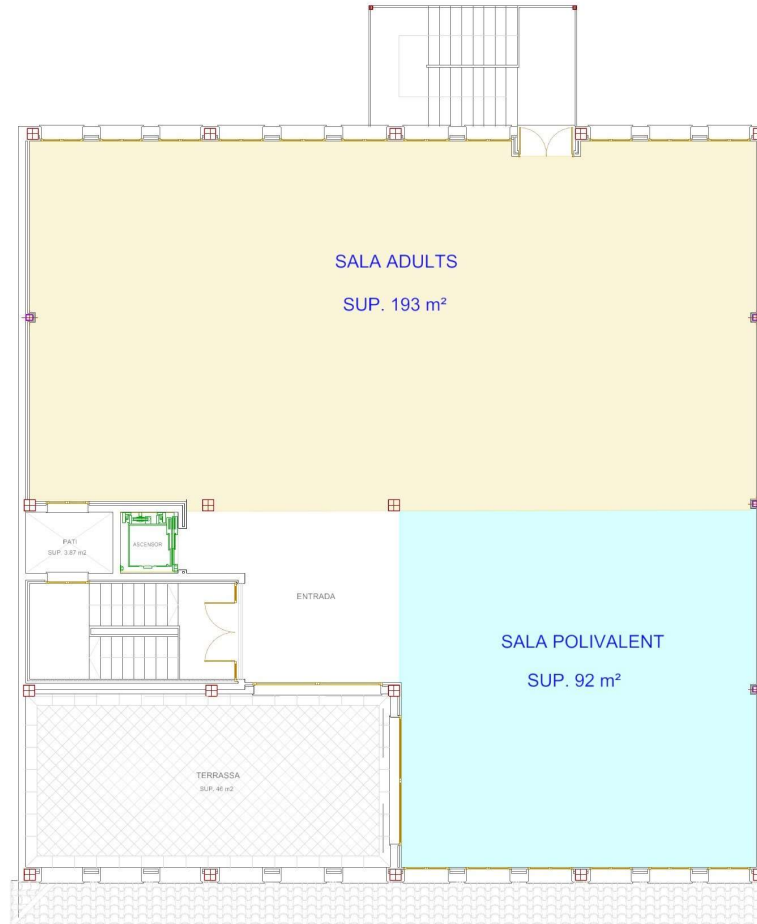 SALA ADULTS
SUP. 193 m²
PATI
SUP. 3.87 m2
ASCENSOR
ENTRADA
SALA POLIVALENT
SUP. 92 m²
TERRASSA
SUP. 46 m2